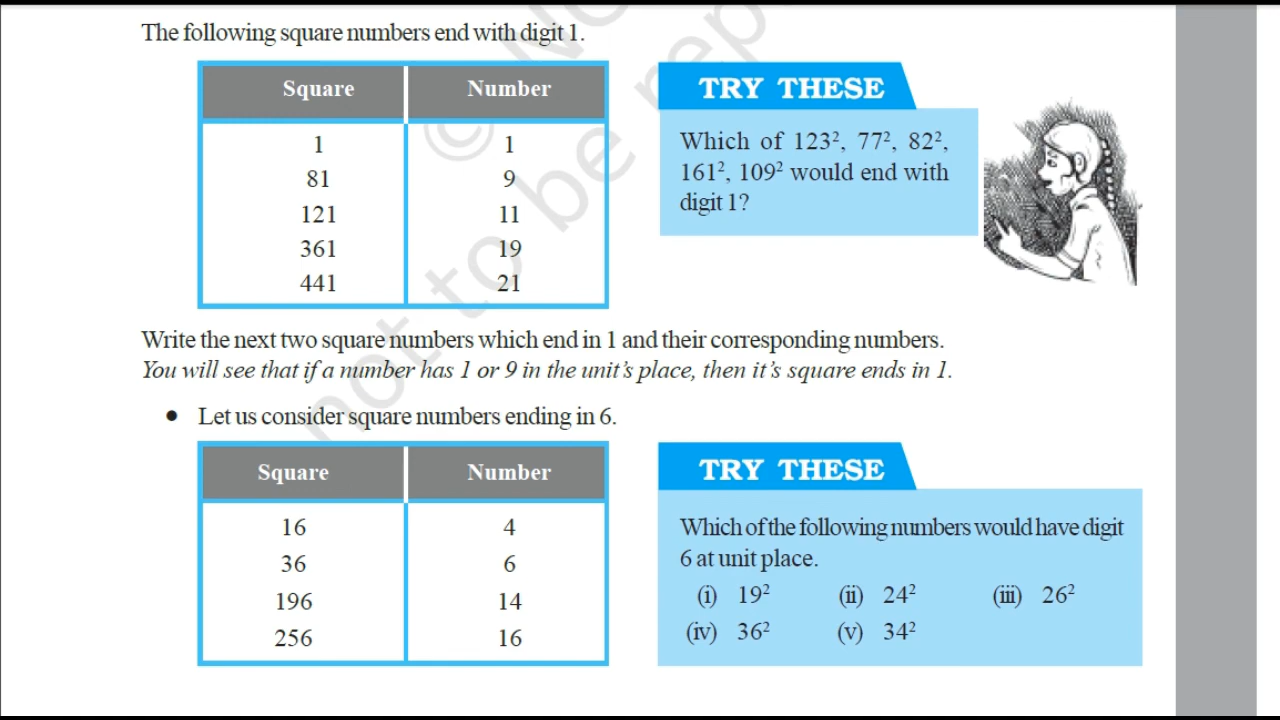 The following square numbers end with digit 1.
Square Number
1 1
81 9
121 11
361 19
441 21
TRY THESE
Which of 123², 77², 82²,
161², 109² would end with
digit 1?
Write the next two square numbers which end in 1 and their corresponding numbers.
You will see that if a number has 1 or 9 in the unit's place, then it's square ends in 1.
• Let us consider square numbers ending in 6.
Square Number
16 4
36 6
196 14
256 16
TRY THESE
Which of the following numbers would have digit
6 at unit place.
(i) 19² (ii) 24² (iii) 26²
(iv) 36² (v) 34²
not to be rep